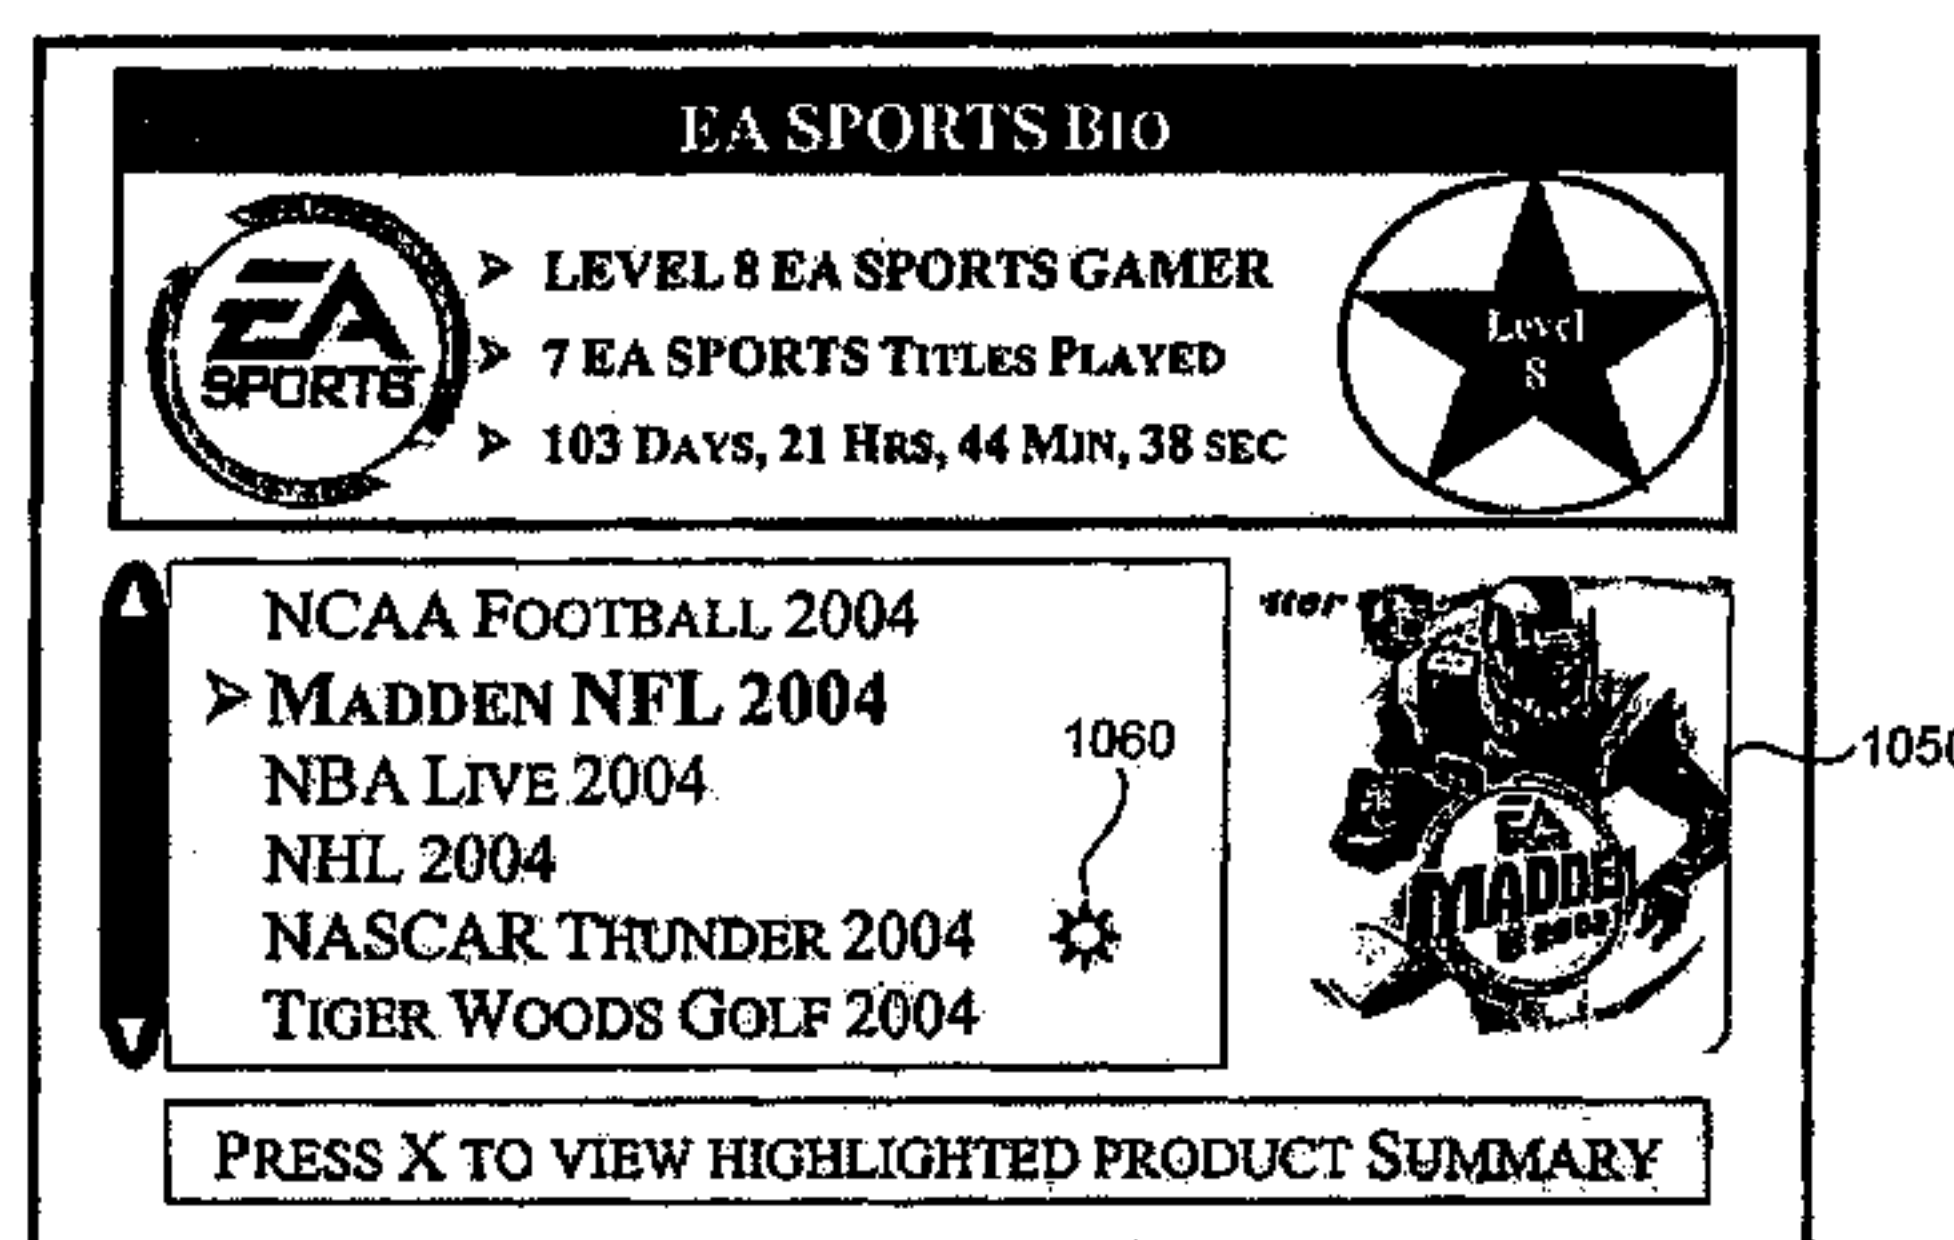 EA SPORTS BIO
EA
SPORTS
➢ LEVEL 8 EA SPORTS GAMER
➢ 7 EA SPORTS TITLES PLAYED
➢ 103 DAYS, 21 HRS, 44 MIN, 38 SEC
Level
8
NCAA FOOTBALL 2004
➢ MADDEN NFL 2004
NBA LIVE 2004
NHL 2004
NASCAR THUNDER 2004
TIGER WOODS GOLF 2004
1060
EA
MADDEN
1050
PRESS X TO VIEW HIGHLIGHTED PRODUCT SUMMARY